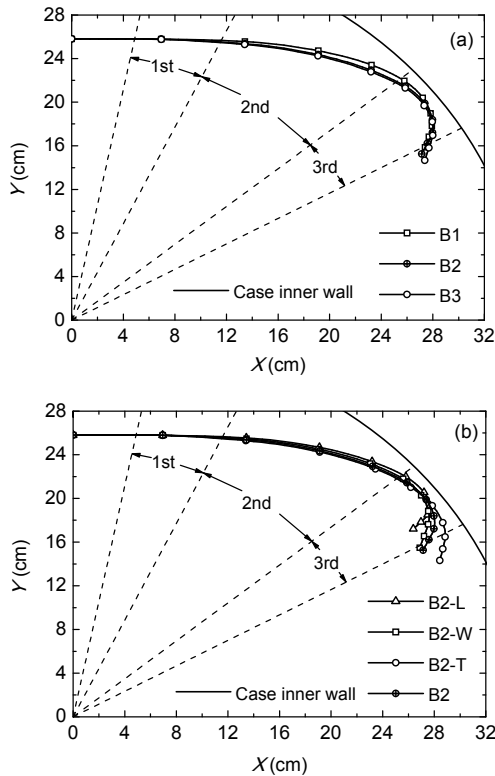 (a)
28
24
20
16
12
8
4
0
Y (cm)
1st
2nd
3rd
B1
B2
B3
Case inner wall
0 4 8 12 16 20 24 28 32
X (cm)
(b)
28
24
20
16
12
8
4
0
Y (cm)
1st
2nd
3rd
B2-L
B2-W
B2-T
B2
Case inner wall
0 4 8 12 16 20 24 28 32
X (cm)